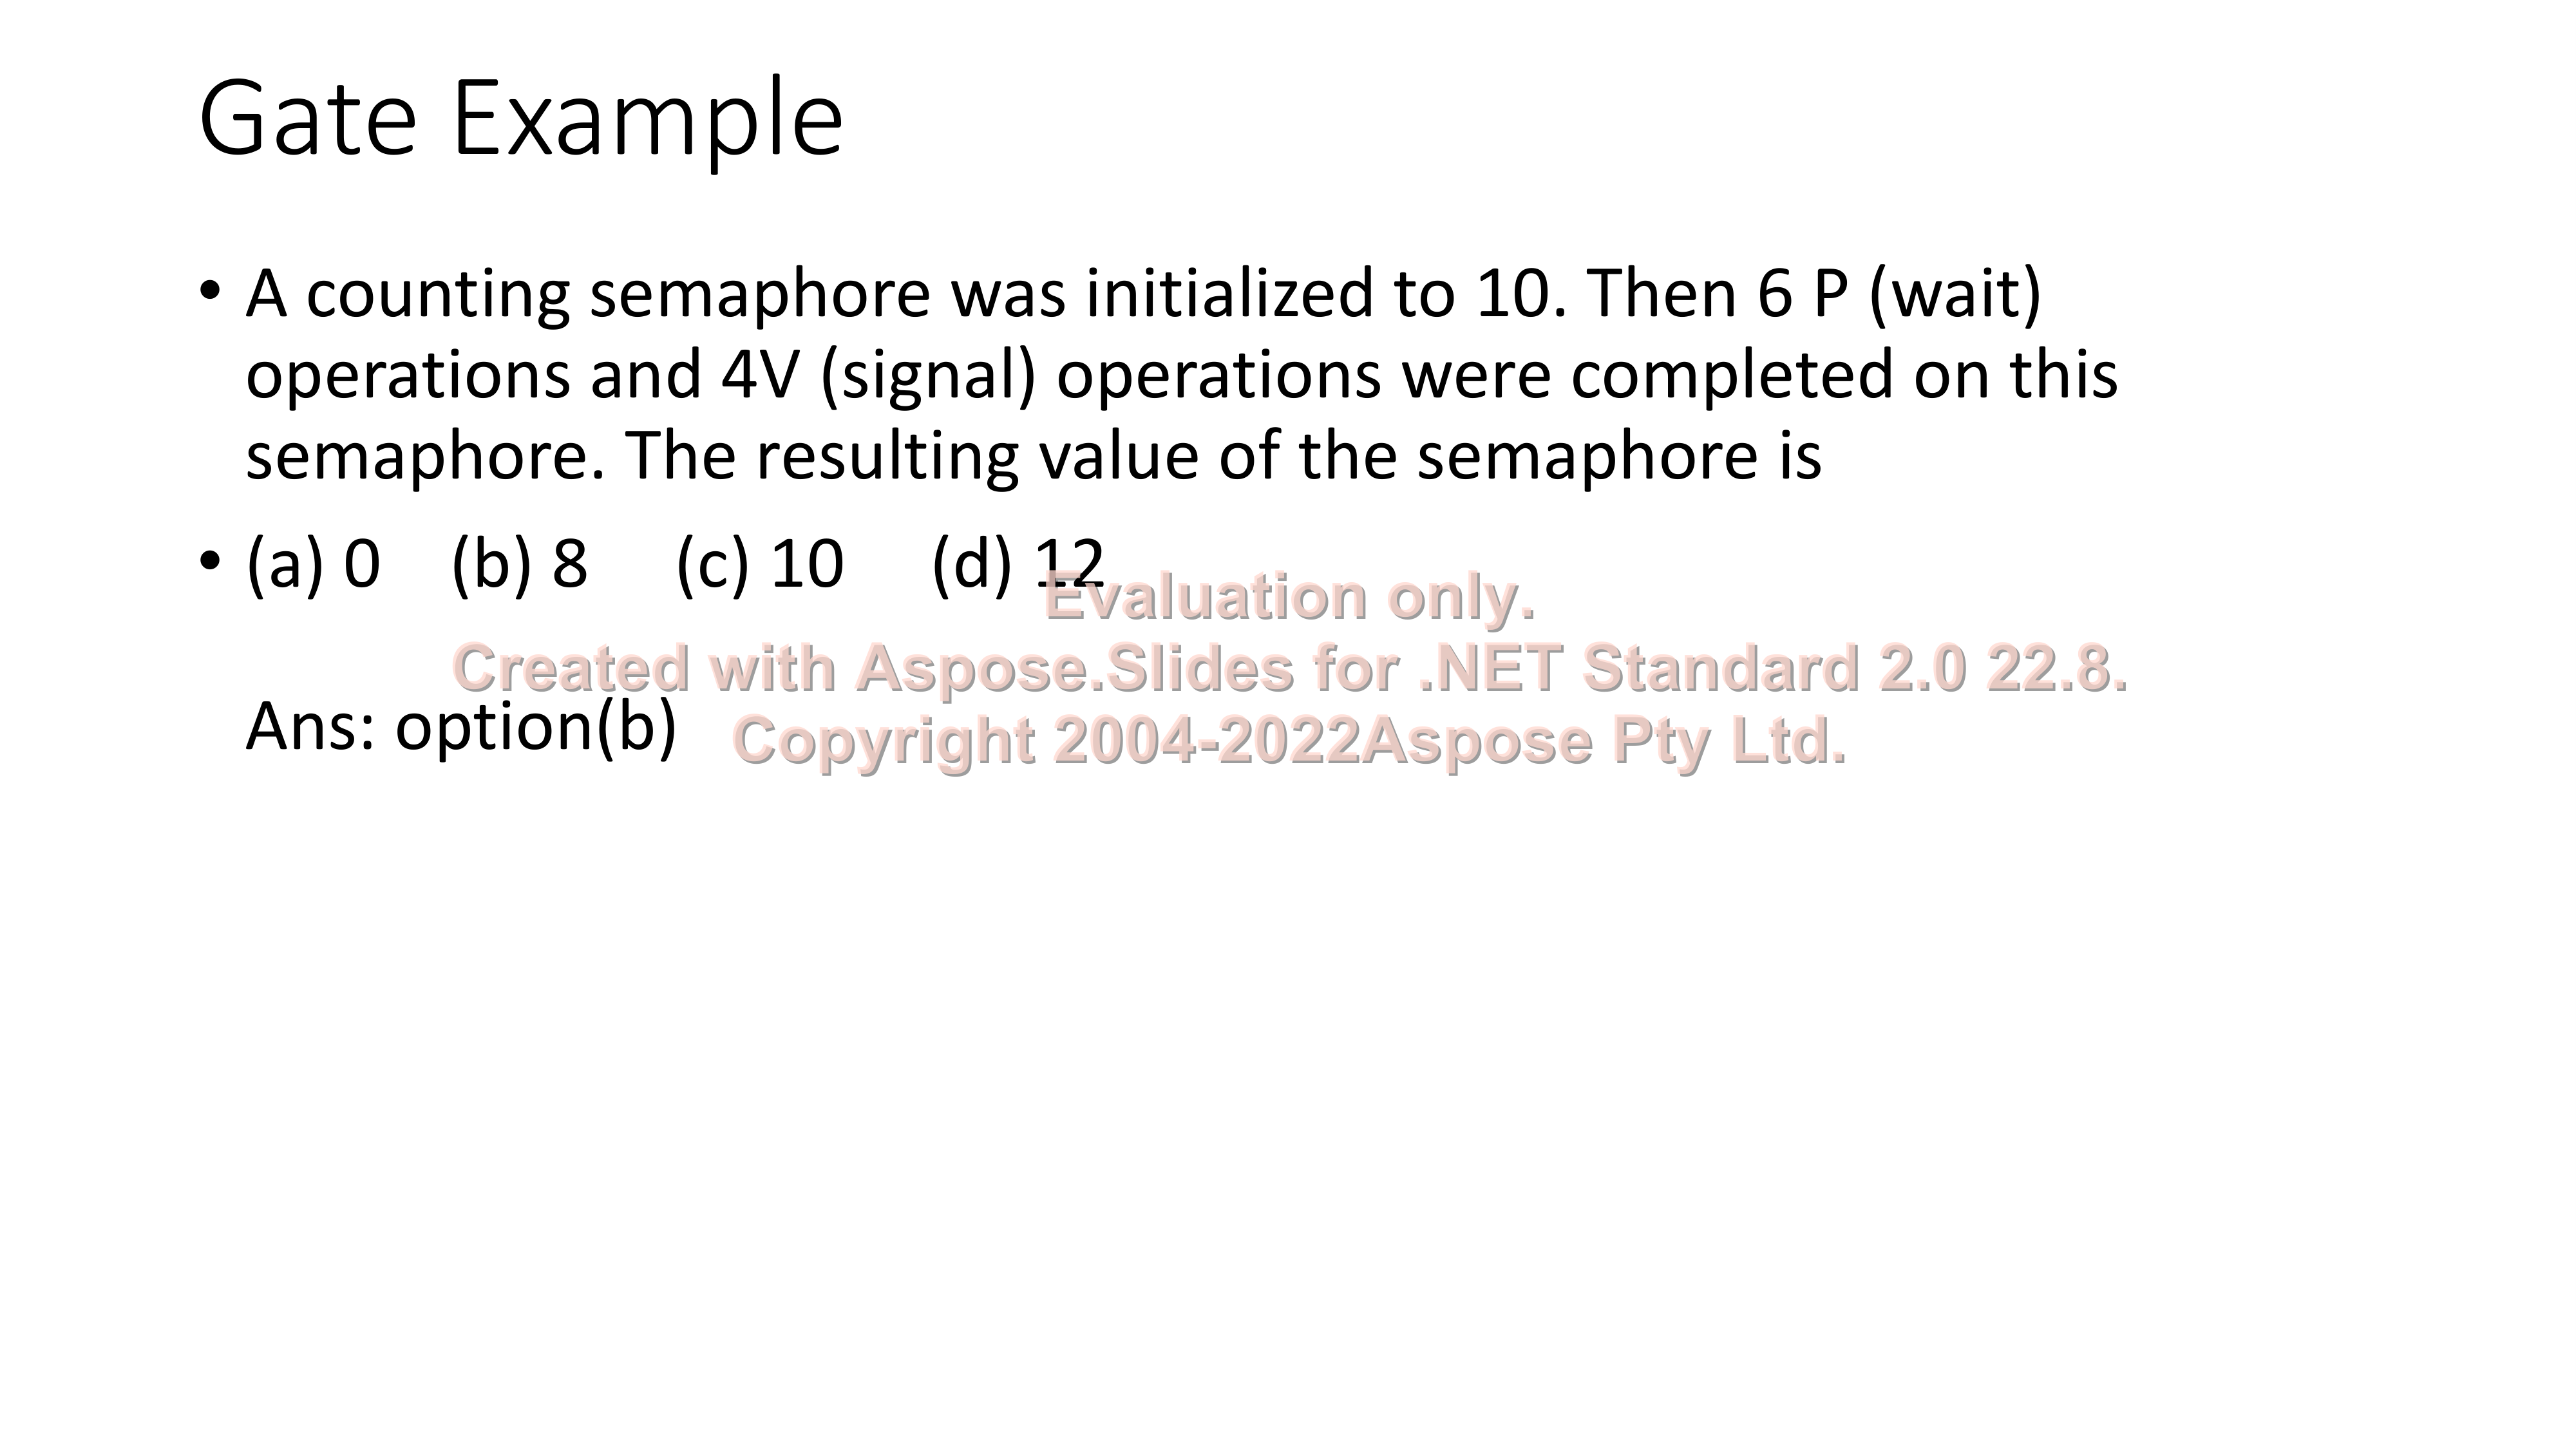 Gate Example
• A counting semaphore was initialized to 10. Then 6 P (wait)
operations and 4V (signal) operations were completed on this
semaphore. The resulting value of the semaphore is
• (a) 0 (b) 8 (c) 10 (d) 12
Evaluation only.
Created with Aspose.Slides for .NET Standard 2.0 22.8.
Ans: option(b)
Copyright 2004-2022Aspose Pty Ltd.